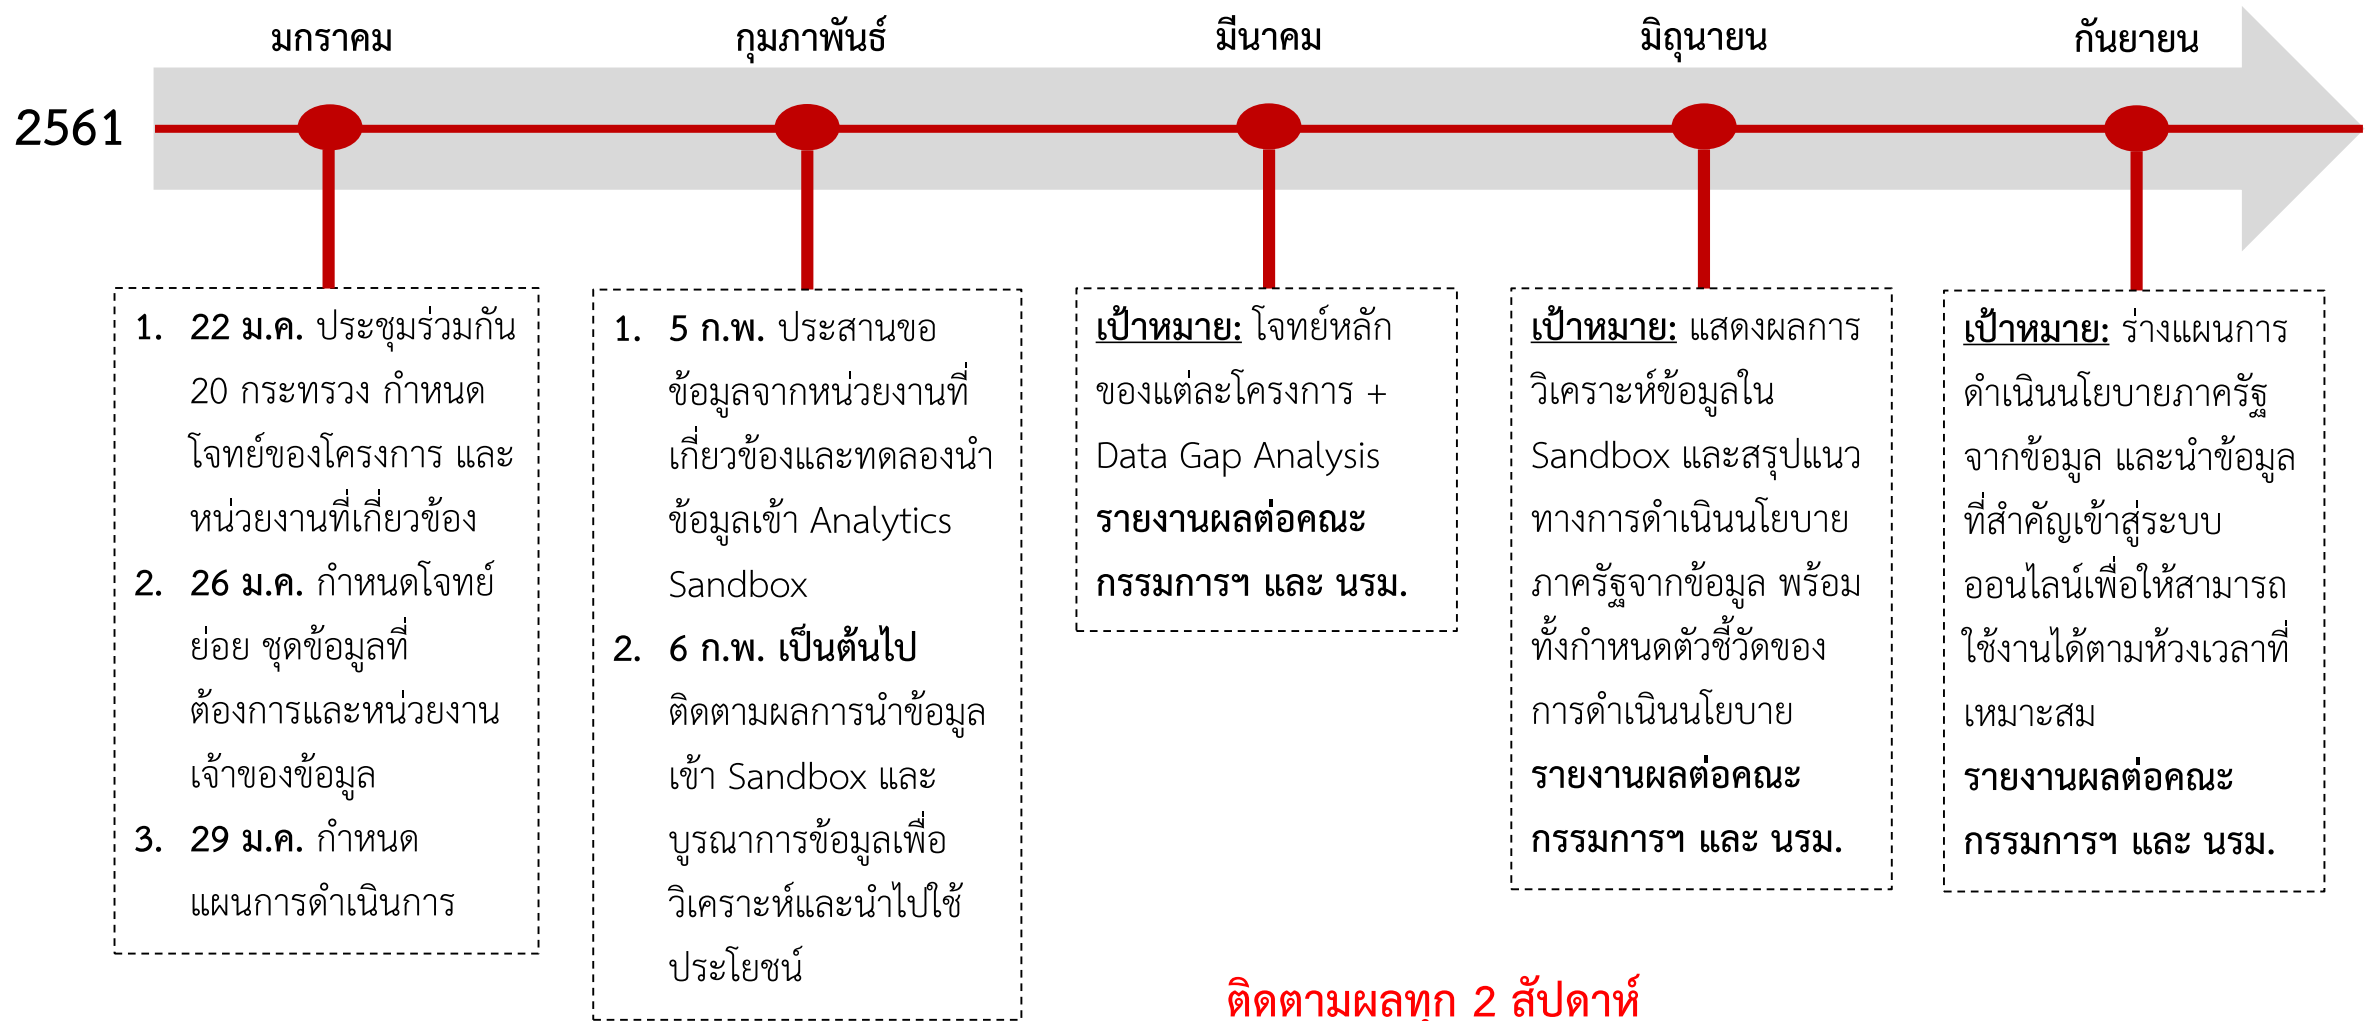 มกราคม
กุมภาพันธ์
มีนาคม
มิถุนายน
กันยายน
2561
1. 22 ม.ค. ประชุมร่วมกัน
20 กระทรวง กำหนด
โจทย์ของโครงการ และ
หน่วยงานที่เกี่ยวข้อง
2. 26 ม.ค. กำหนดโจทย์
ย่อย ชุดข้อมูลที่
ต้องการและหน่วยงาน
เจ้าของข้อมูล
3. 29 ม.ค. กำหนด
แผนการดำเนินการ
1. 5 ก.พ. ประสานขอ
ข้อมูลจากหน่วยงานที่
เกี่ยวข้องและทดลองนำ
ข้อมูลเข้า Analytics
Sandbox
2. 6 ก.พ. เป็นต้นไป
ติดตามผลการนำข้อมูล
เข้า Sandbox และ
บูรณาการข้อมูลเพื่อ
วิเคราะห์และนำไปใช้
ประโยชน์
เป้าหมาย: โจทย์หลัก
ของแต่ละโครงการ +
Data Gap Analysis
รายงานผลต่อคณะ
กรรมการฯ และ นรม.
เป้าหมาย: แสดงผลการ
วิเคราะห์ข้อมูลใน
Sandbox และสรุปแนว
ทางการดำเนินนโยบาย
ภาครัฐจากข้อมูล พร้อม
ทั้งกำหนดตัวชี้วัดของ
การดำเนินนโยบาย
รายงานผลต่อคณะ
กรรมการฯ และ นรม.
เป้าหมาย: ร่างแผนการ
ดำเนินนโยบายภาครัฐ
จากข้อมูล และนำข้อมูล
ที่สำคัญเข้าสู่ระบบ
ออนไลน์เพื่อให้สามารถ
ใช้งานได้ตามห้วงเวลาที่
เหมาะสม
รายงานผลต่อคณะ
กรรมการฯ และ นรม.
ติดตามผลทุก 2 สัปดาห์